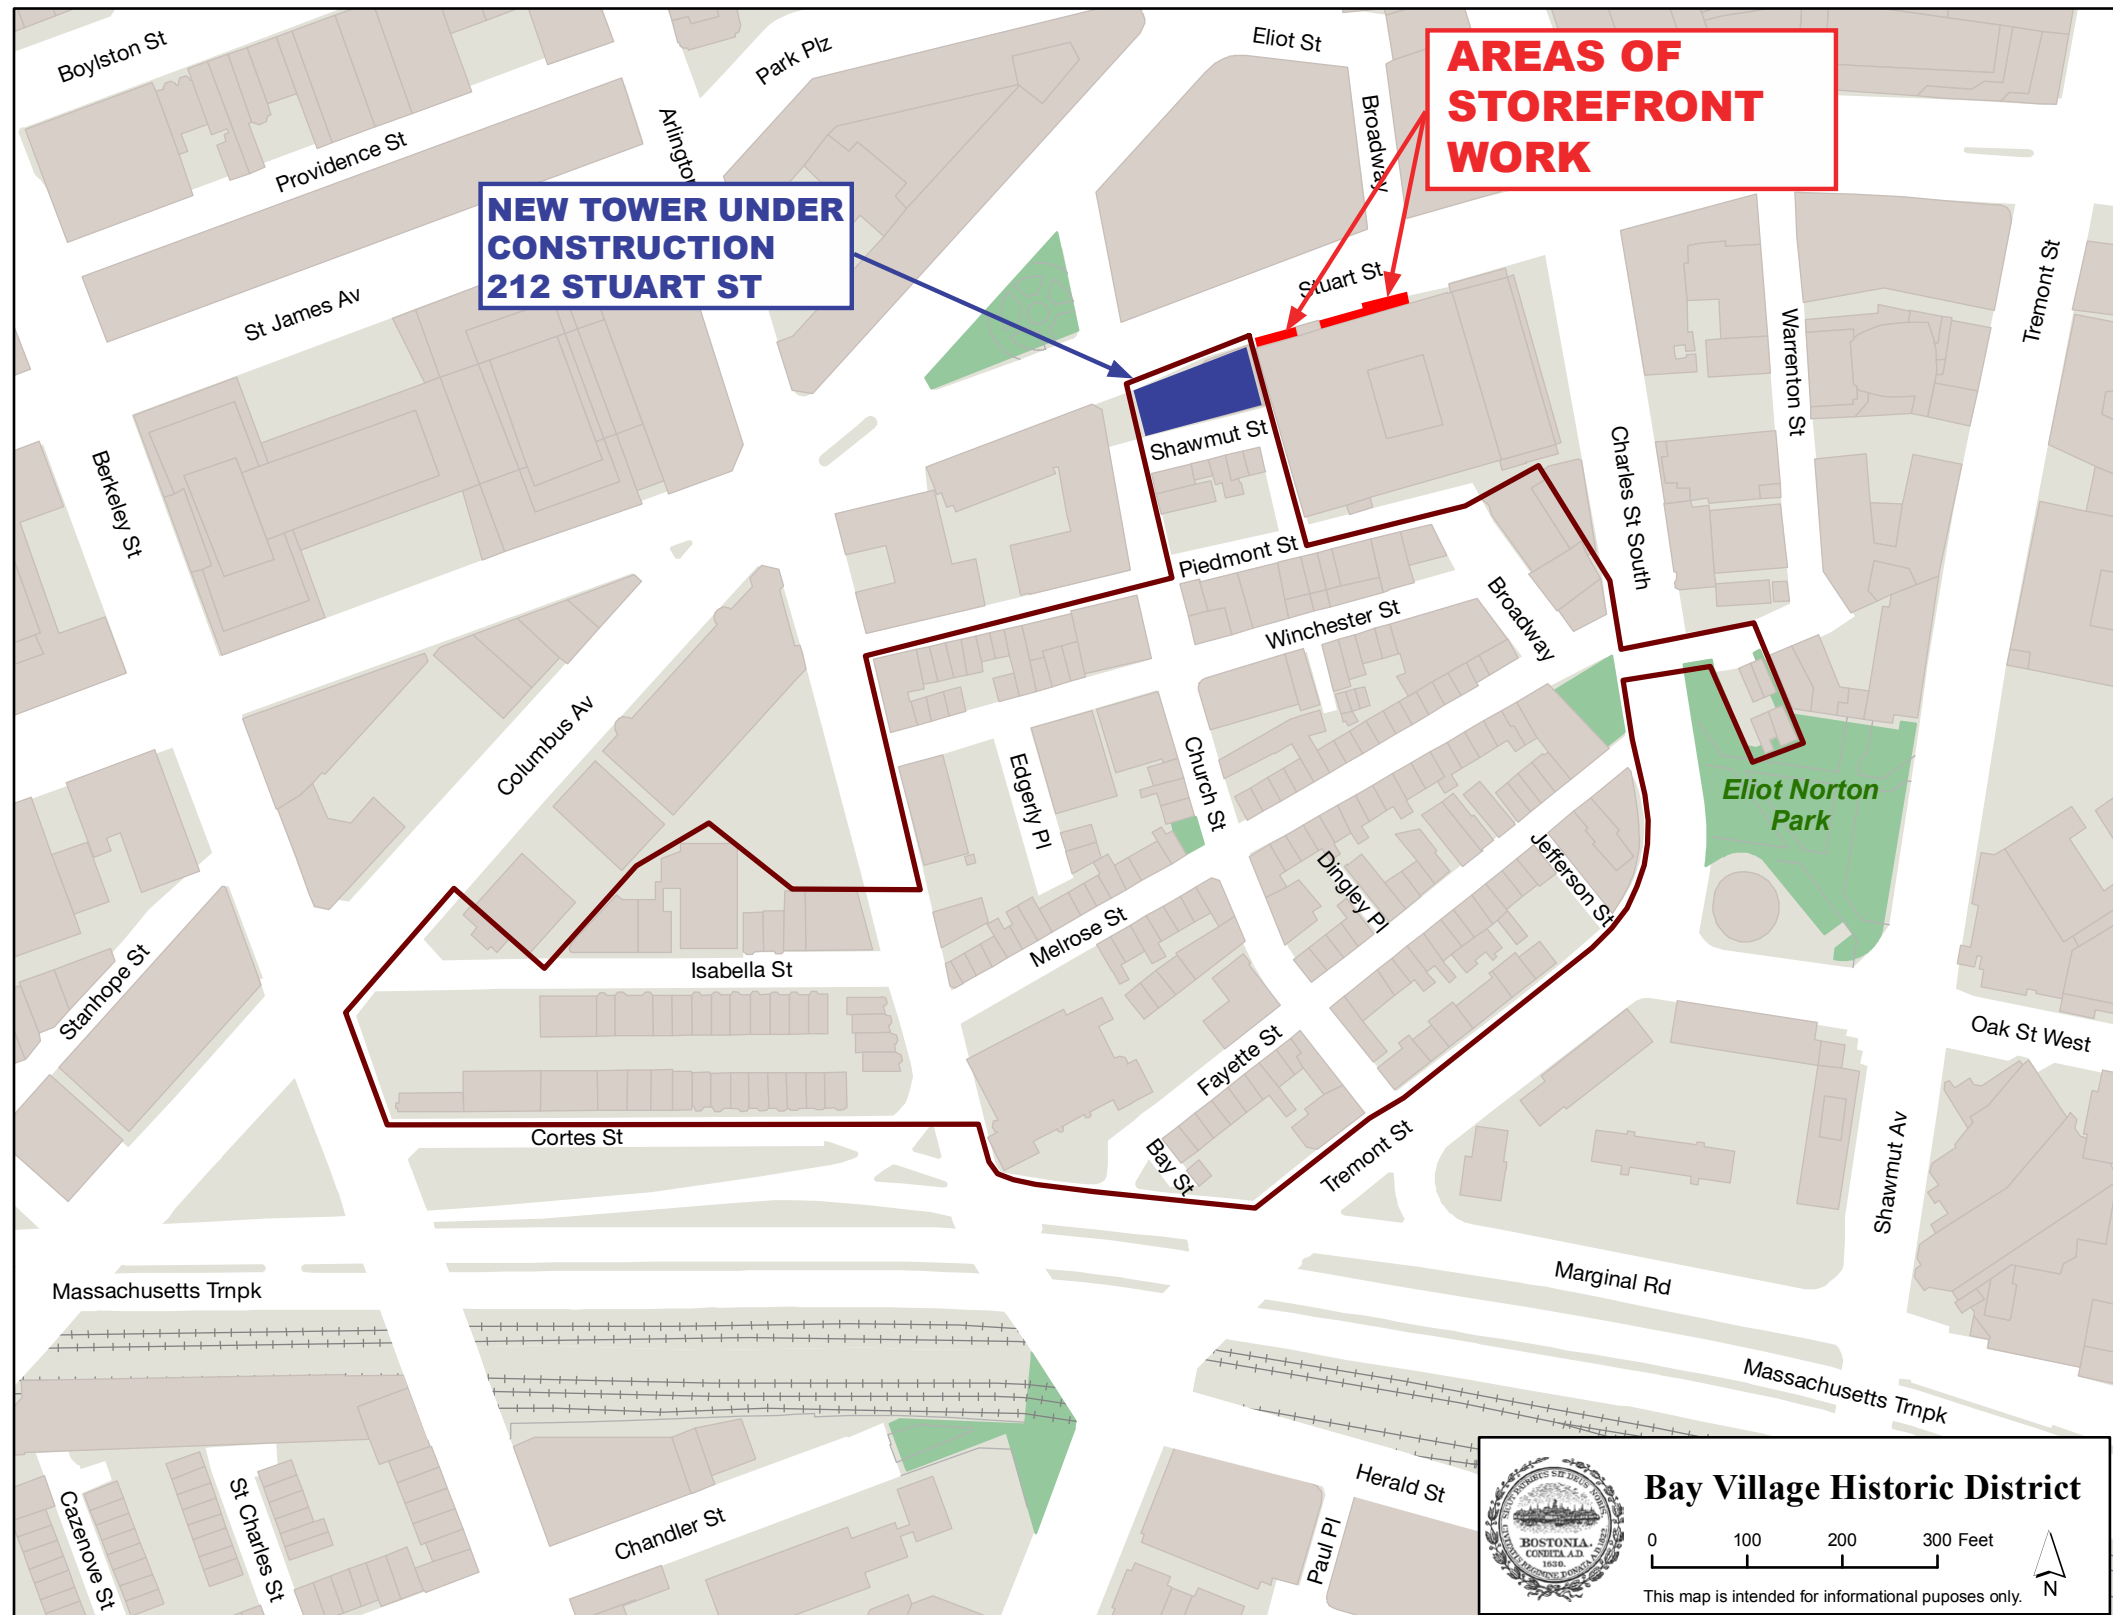 Boylston St
Park Plz
Eliot St
AREAS OF
STOREFRONT
WORK
Providence St
Arlington
Broadway
NEW TOWER UNDER
CONSTRUCTION
212 STUART ST
St James Av
Stuart St
Tremont St
Warrenton St
Berkeley St
Shawmut St
Charles St South
Piedmont St
Winchester St
Broadway
Columbus Av
Edgerly Pl
Church St
Eliot Norton
Park
Dingley Pl
Jefferson St
Melrose St
Isabella St
Stanhope St
Fayette St
Oak St West
Cortes St
Bay St
Tremont St
Shawmut Av
Massachusetts Trnpk
Marginal Rd
Massachusetts Trnpk
Herald St
Cazenove St
St Charles St
Chandler St
Paul Pl
Bay Village Historic District
0 100 200 300 Feet
BOSTONIA.
CONDITA A.D.
1630.
This map is intended for informational puposes only.
N